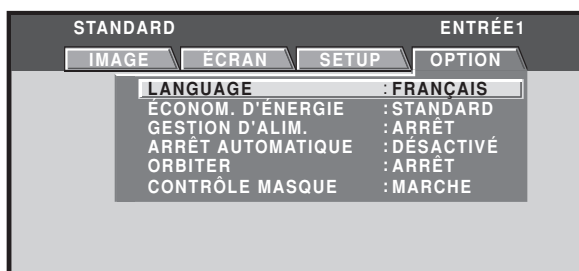 STANDARD ENTRÉE1
IMAGE ÉCRAN SETUP OPTION
LANGUAGE :FRANÇAIS
ÉCONOM. D'ÉNERGIE :STANDARD
GESTION D'ALIM. :ARRÊT
ARRÊT AUTOMATIQUE :DÉSACTIVÉ
ORBITER :ARRÊT
CONTRÔLE MASQUE :MARCHE